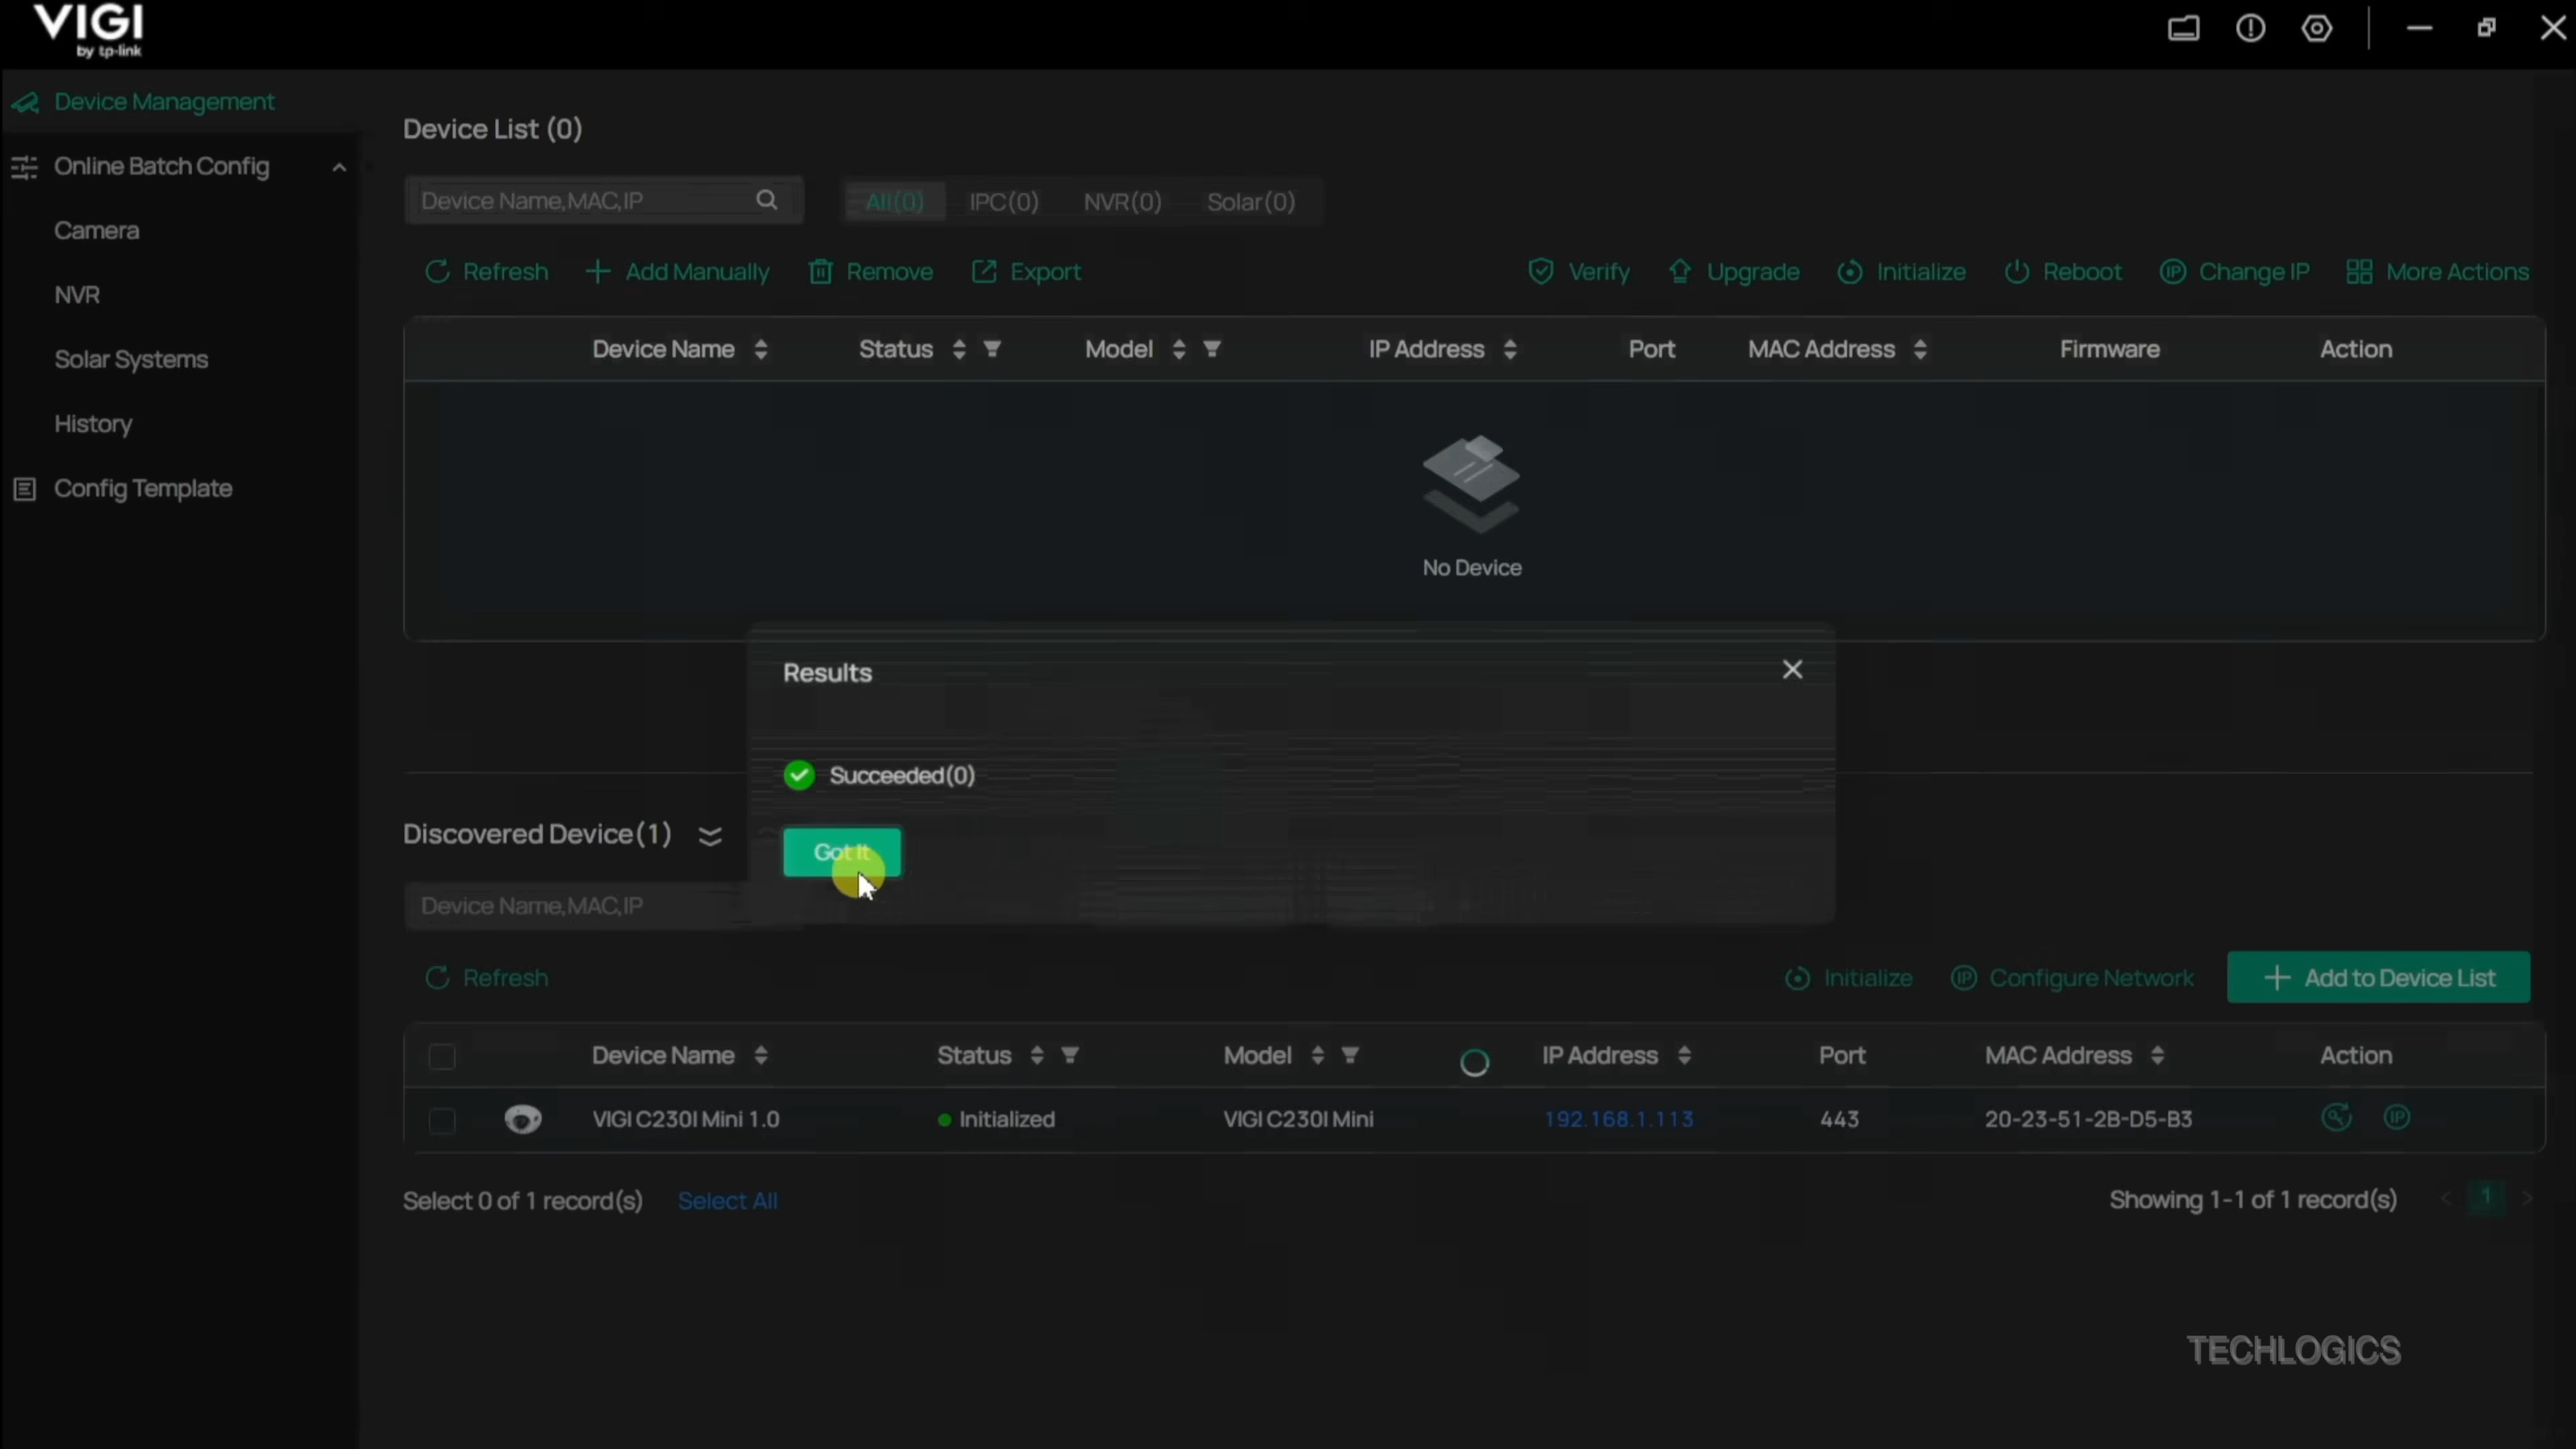 VIGI
by tp-link
Device Management
Online Batch Config
Camera
NVR
Solar Systems
History
Config Template
Device List (0)
Device Name,MAC,IP
All(0) IPC(0) NVR(0) Solar(0)
Refresh Add Manually Remove Export Verify Upgrade Initialize Reboot IP Change IP More Actions
Device Name Status Model IP Address Port MAC Address Firmware Action
No Device
Results
Succeeded(0)
Got It
Discovered Device(1)
Device Name,MAC,IP
Refresh Initialize IP Configure Network Add to Device List
Device Name Status Model IP Address Port MAC Address Action
VIGI C230I Mini 1.0 Initialized VIGI C230I Mini 192.168.1.113 443 20-23-51-2B-D5-B3 IP
Select 0 of 1 record(s) Select All Showing 1-1 of 1 record(s) < 1 >
TECHLOGICS